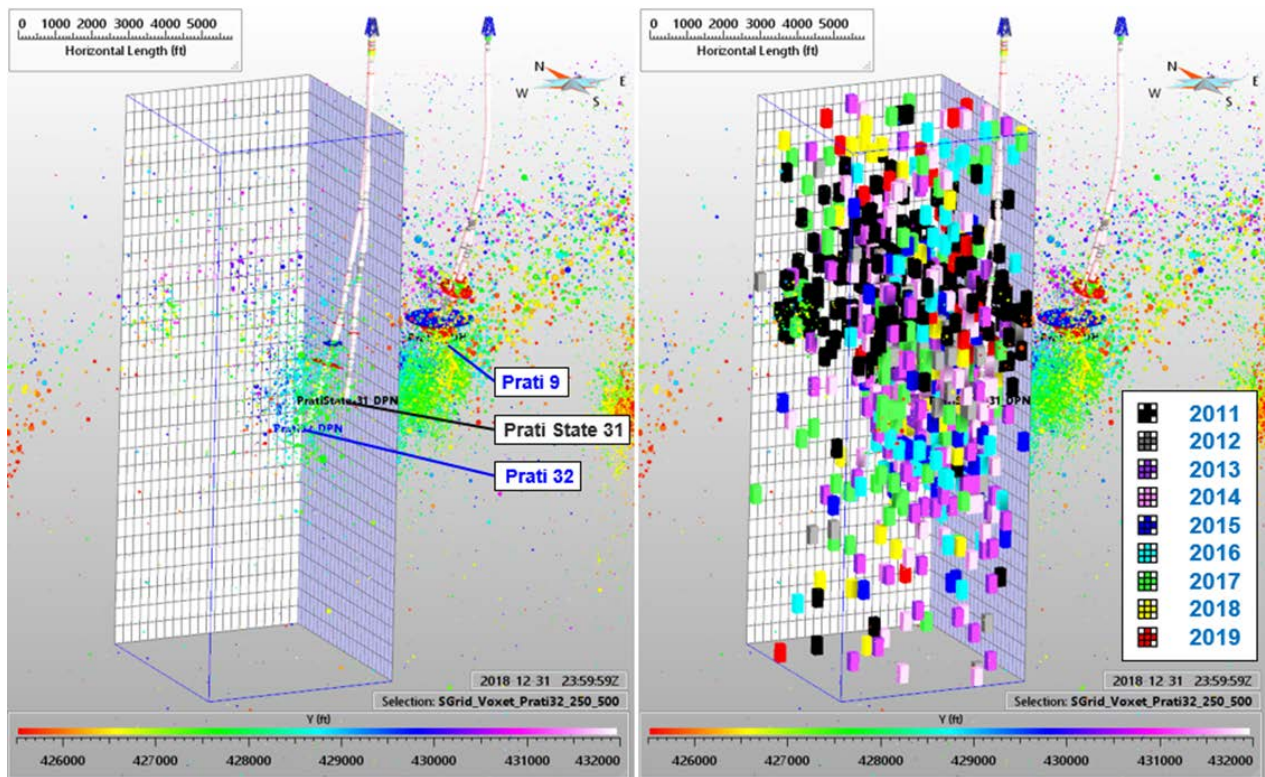 0 1000 2000 3000 4000 5000
Horizontal Length (ft)
N
E
W
S
Prati 9
PratiState_31_DPN
Prati State 31
Prati 32
2018 12 31 23:59:59Z
Selection: SGrid_Voxet_Prati32_250_500
Y (ft)
426000 427000 428000 429000 430000 431000 432000
0 1000 2000 3000 4000 5000
Horizontal Length (ft)
N
E
W
S
31_DPN
2011
2012
2013
2014
2015
2016
2017
2018
2019
2018 12 31 23:59:59Z
Selection: SGrid_Voxet_Prati32_250_500
Y (ft)
426000 427000 428000 429000 430000 431000 432000